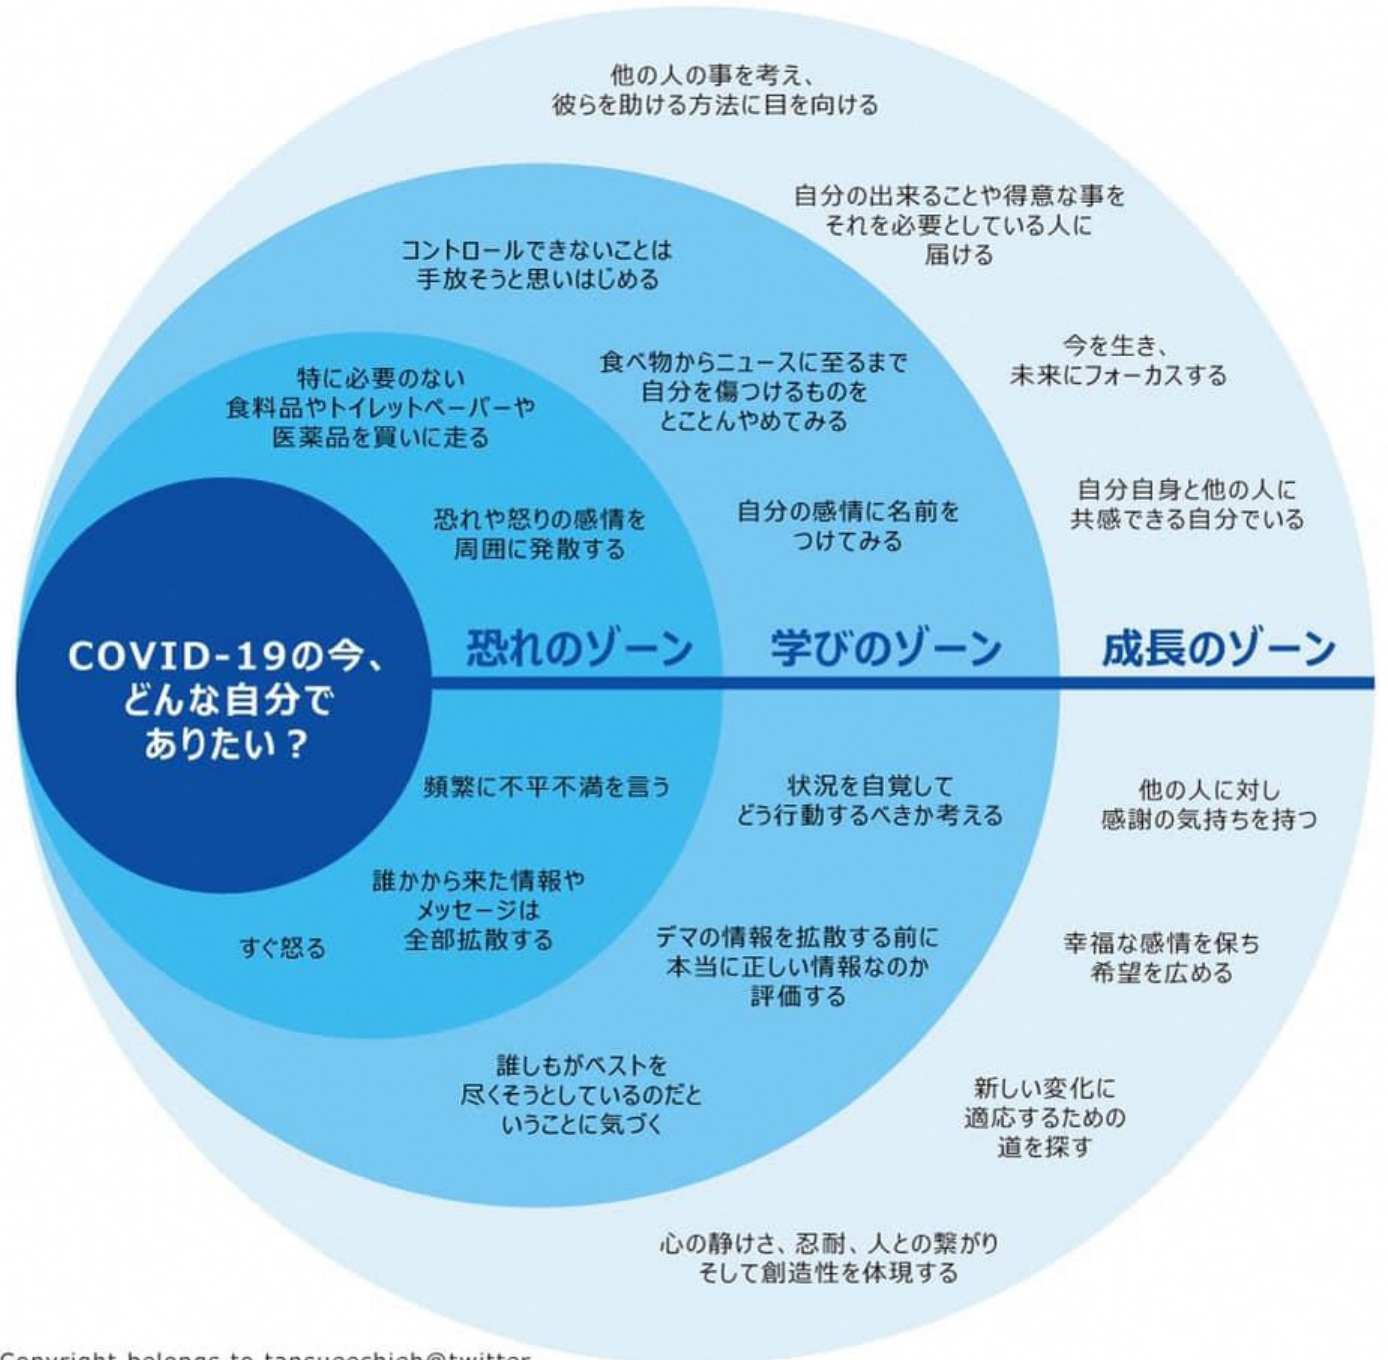 他の人の事を考え、
彼らを助ける方法に目を向ける
自分の出来ることや得意な事を
それを必要としている人に
届ける
今を生き、
未来にフォーカスする
自分自身と他の人に
共感できる自分でいる
コントロールできないことは
手放そうと思いはじめる
食べ物からニュースに至るまで
自分を傷つけるものを
とことんやめてみる
自分の感情に名前を
つけてみる
特に必要のない
食料品やトイレットペーパーや
医薬品を買いに走る
恐れや怒りの感情を
周囲に発散する
COVID-19の今、
どんな自分で
ありたい？
恐れのゾーン
学びのゾーン
成長のゾーン
頻繁に不平不満を言う
誰かから来た情報や
メッセージは
全部拡散する
すぐ怒る
状況を自覚して
どう行動するべきか考える
デマの情報を拡散する前に
本当に正しい情報なのか
評価する
誰しもがベストを
尽くそうとしているのだと
いうことに気づく
他の人に対し
感謝の気持ちを持つ
幸福な感情を保ち
希望を広める
新しい変化に
適応するための
道を探す
心の静けさ、忍耐、人との繋がり
そして創造性を体現する
Copyright belongs to tansueechieh@twitter